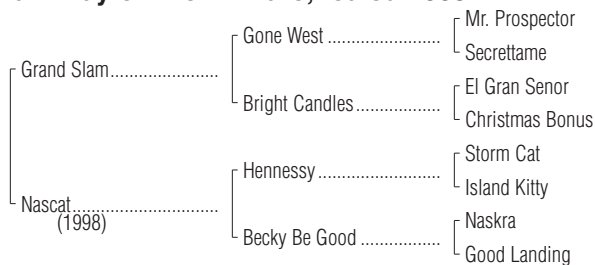 Mr. Prospector
Gone West
Secrettame
Grand Slam
El Gran Senor
Bright Candles
Christmas Bonus
Storm Cat
Hennessy
Island Kitty
Nascat
(1998)
Naskra
Becky Be Good
Good Landing